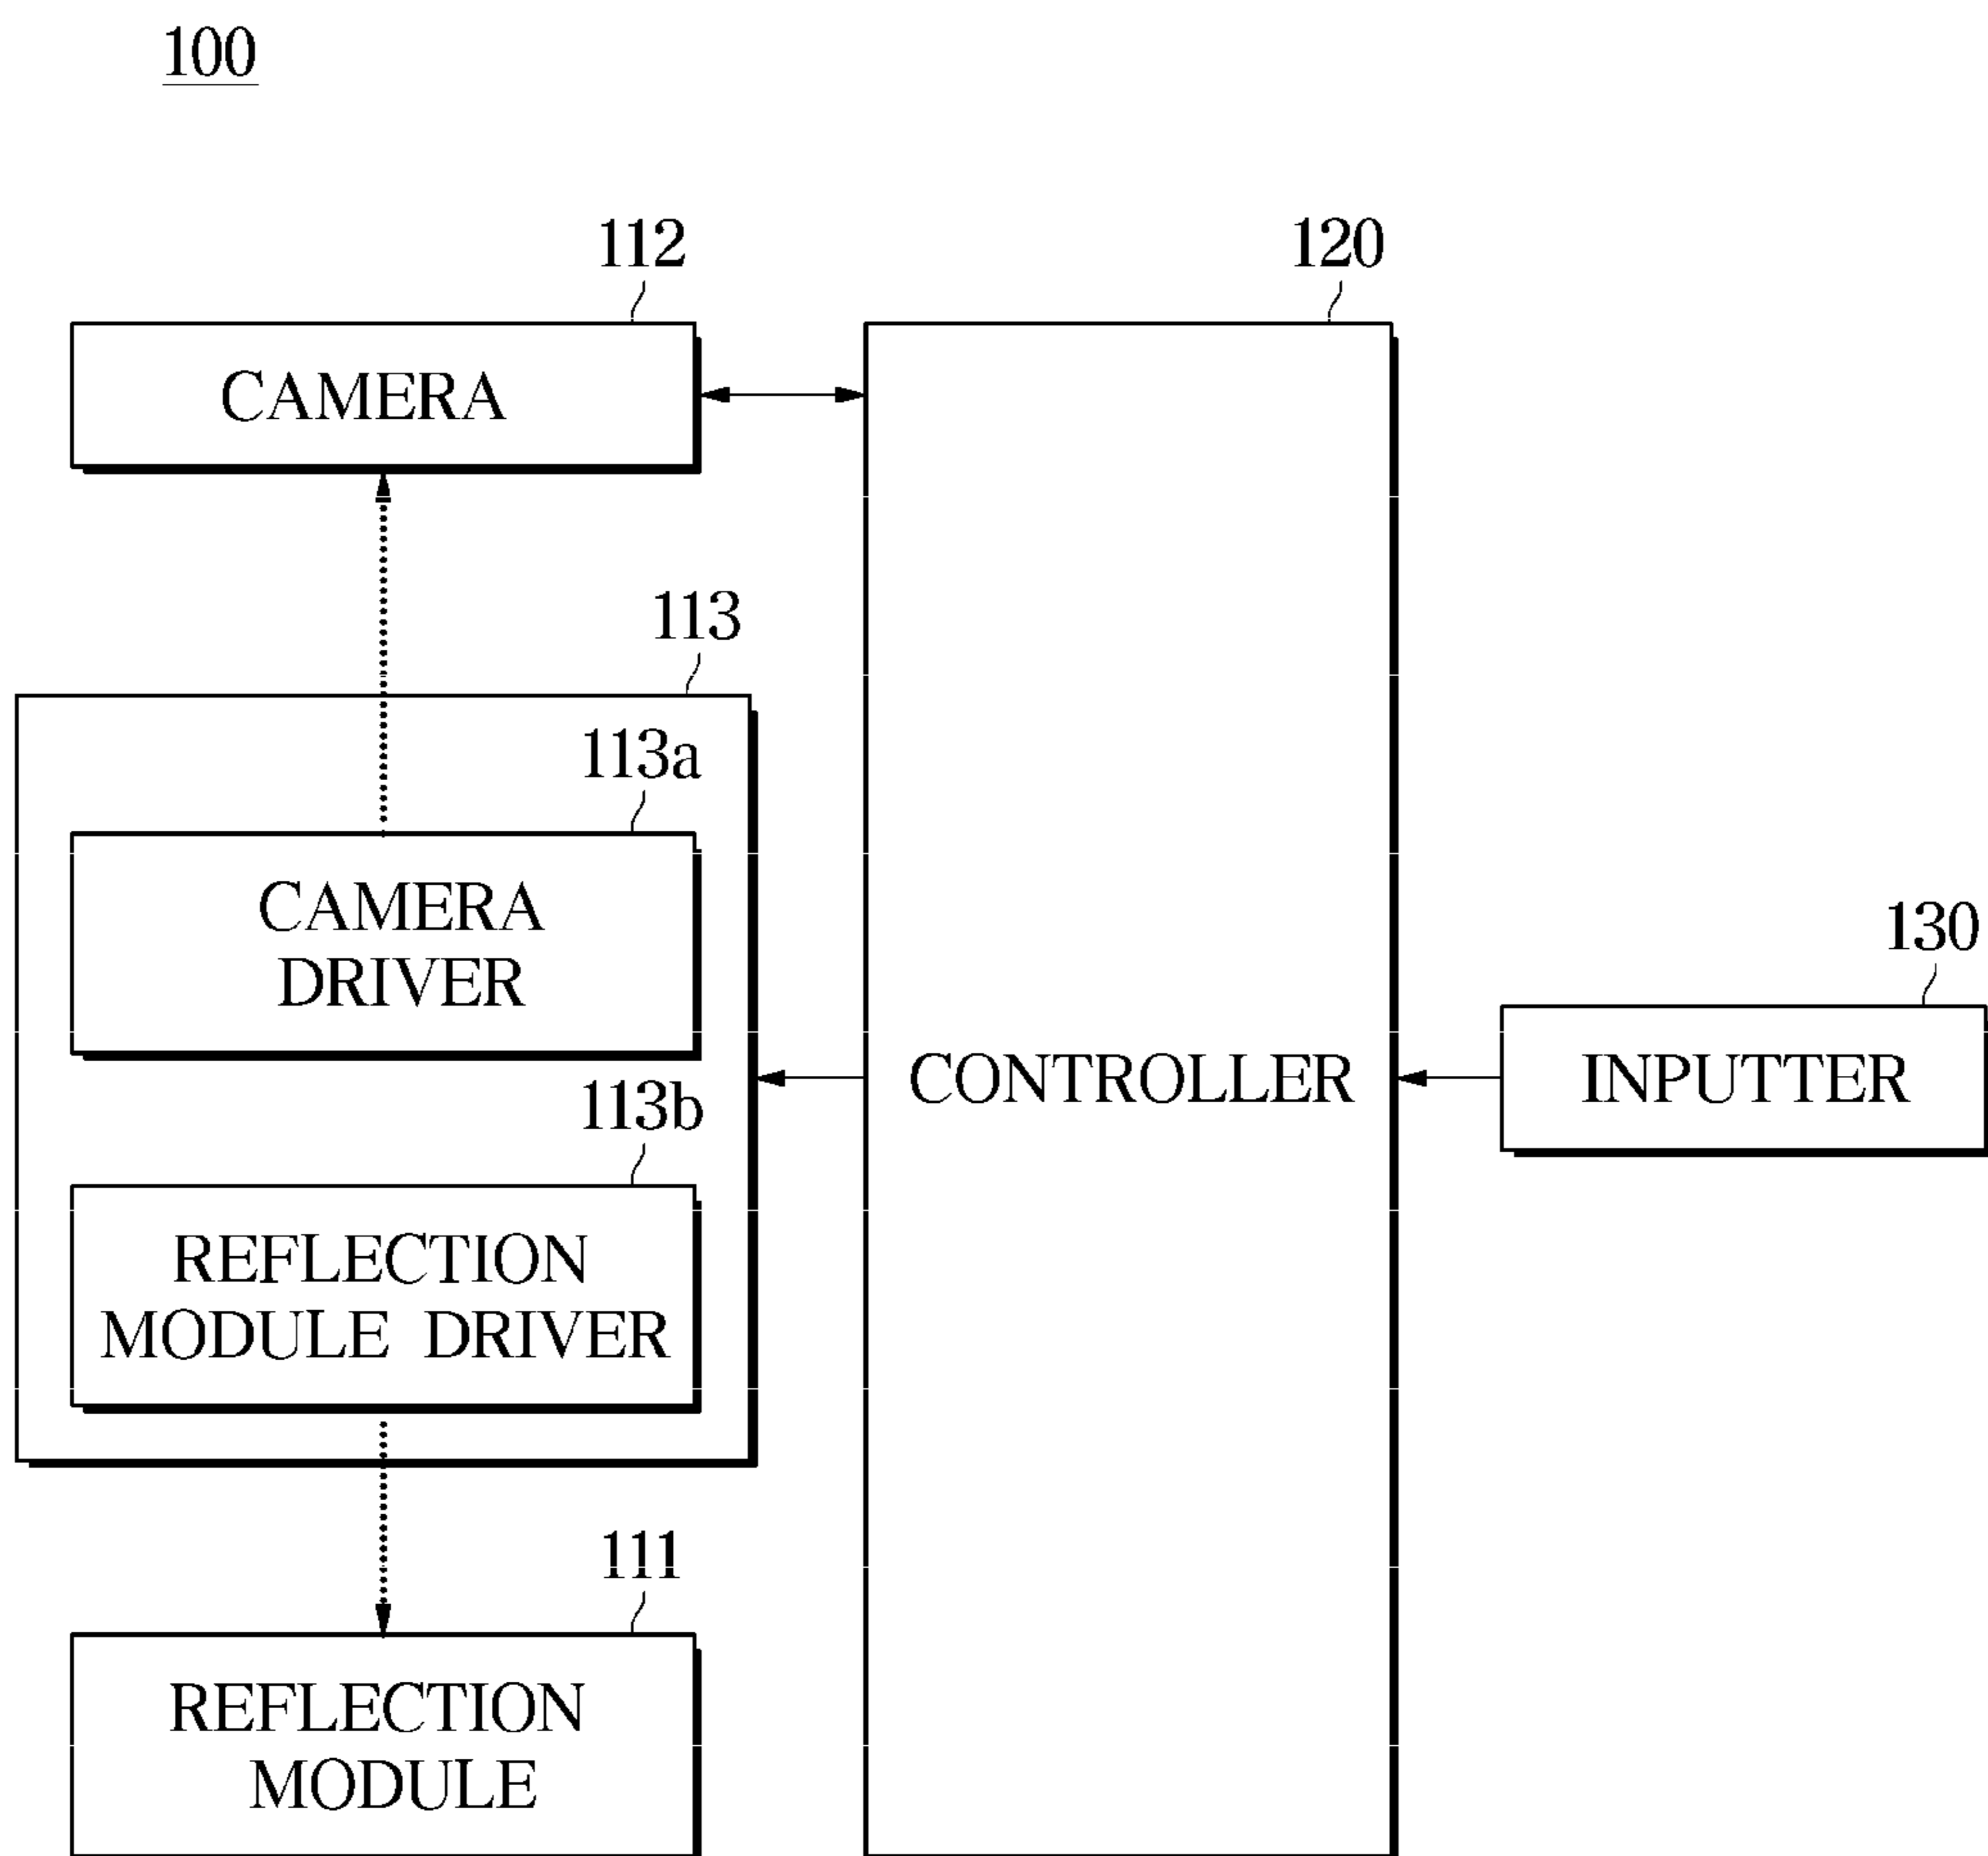 100
112
120
CAMERA
113
113a
CAMERA
DRIVER
130
CONTROLLER
INPUTTER
113b
REFLECTION
MODULE DRIVER
111
REFLECTION
MODULE